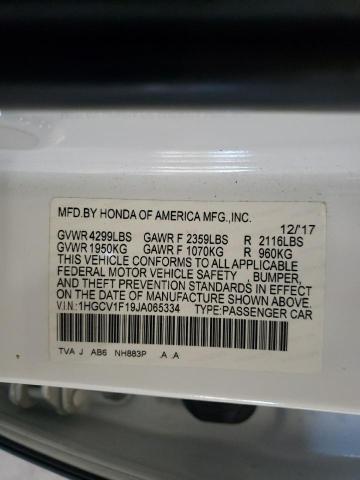 MFD.BY HONDA OF AMERICA MFG.,INC.
12/'17
GVWR 4299LBS GAWR F 2359LBS R 2116LBS
GVWR 1950KG GAWR F 1070KG R 960KG
THIS VEHICLE CONFORMS TO ALL APPLICABLE
FEDERAL MOTOR VEHICLE SAFETY , BUMPER,
AND THEFT PREVENTION STANDARDS IN EFFECT
ON THE DATE OF MANUFACTURE SHOWN ABOVE.
V.I.N.:1HGCV1F19JA065334 TYPE:PASSENGER CAR
TVA J AB6 NH883P .A .A